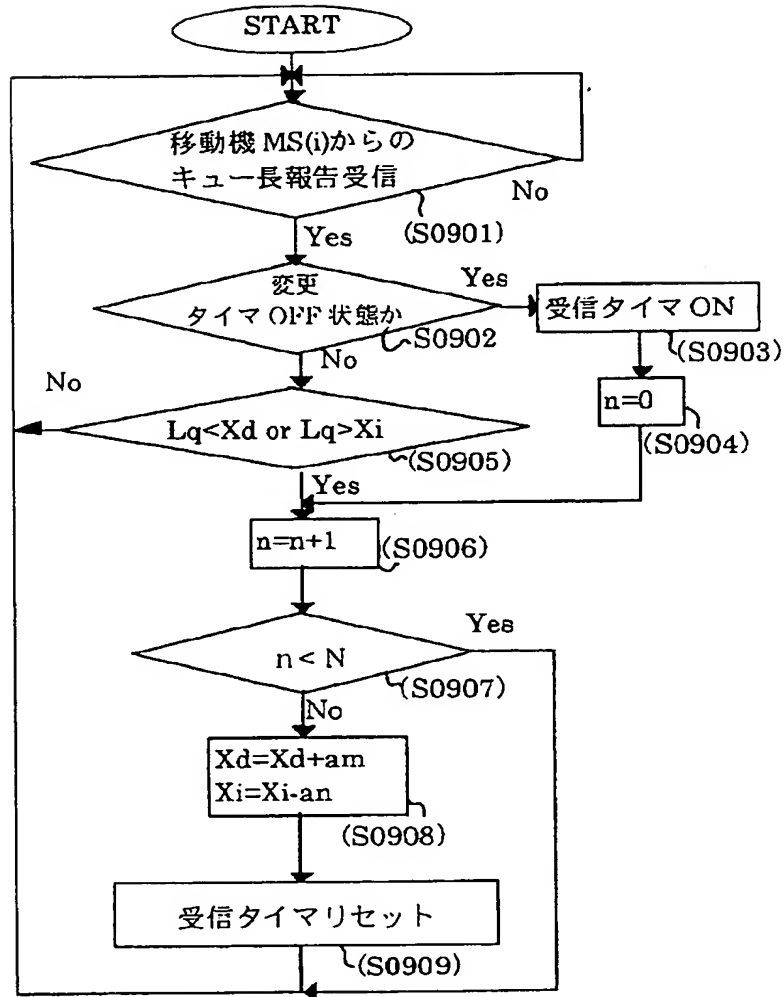 START
移動機 MS(i)からの
キュー長報告受信
No
(S0901)
Yes
変更
タイマ OFF 状態か
Yes
S0902
受信タイマ ON
(S0903)
No
n=0
(S0904)
No
Lq<Xd or Lq>Xi
(S0905)
Yes
n=n+1
(S0906)
Yes
n < N
(S0907)
No
Xd=Xd+am
Xi=Xi-an
(S0908)
受信タイマリセット
(S0909)